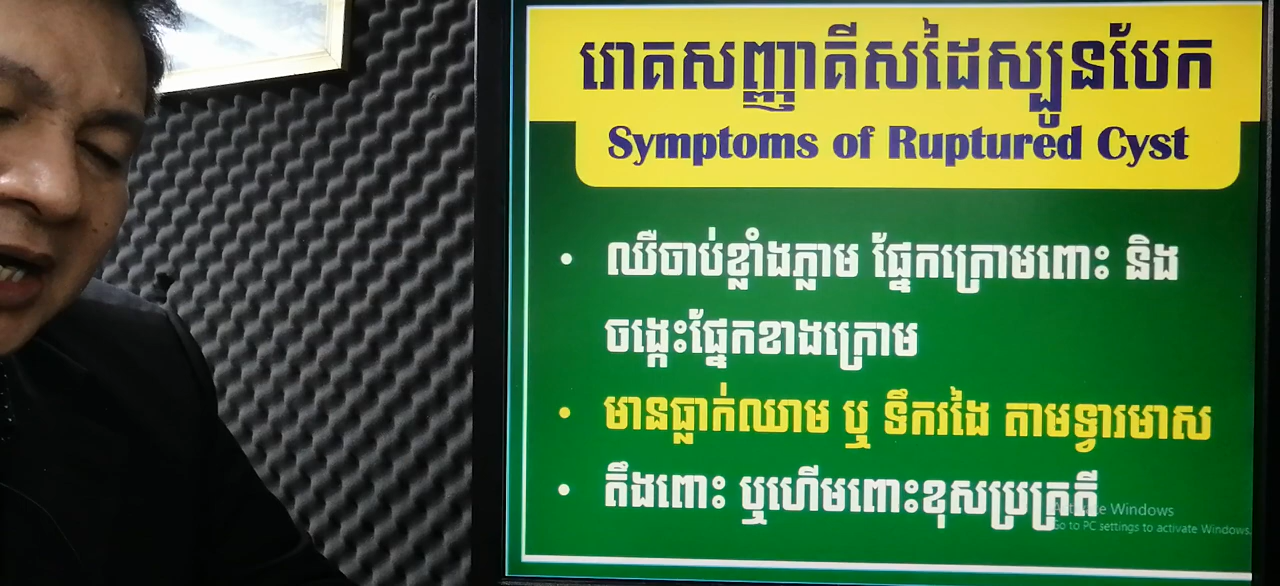 រោគសញ្ញាគីសដៃស្បូនបែក
Symptoms of Ruptured Cyst
• ឈឺចាប់ខ្លាំងភ្លាម ផ្នែកក្រោមពោះ និង
ចង្កេះផ្នែកខាងក្រោម
• មានធ្លាក់ឈាម ឬ ទឹករងៃ តាមទ្វារមាស
• តឹងពោះ ឬហើមពោះខុសប្រក្រតី
Activate Windows
Go to PC settings to activate Windows.